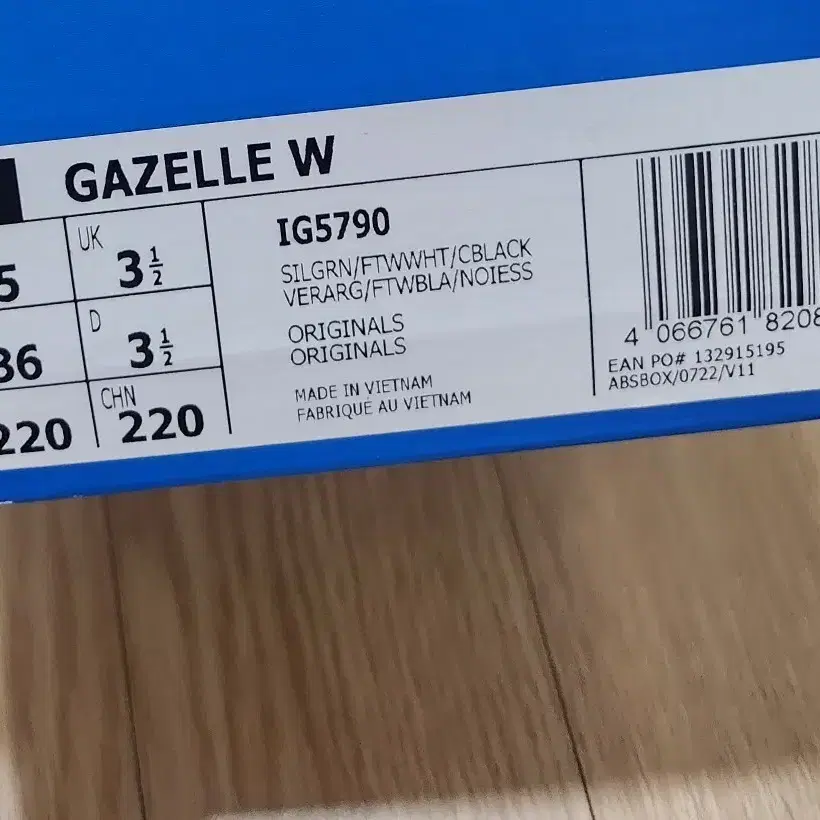 GAZELLE W
5
UK
3 1/2
36
D
3 1/2
220
CHN
220
IG5790
SILGRN/FTWWHT/CBLACK
VERARG/FTWBLA/NOIESS
ORIGINALS
ORIGINALS
MADE IN VIETNAM
FABRIQUÉ AU VIETNAM
4 066761 8208
EAN PO# 132915195
ABSBOX/0722/V11